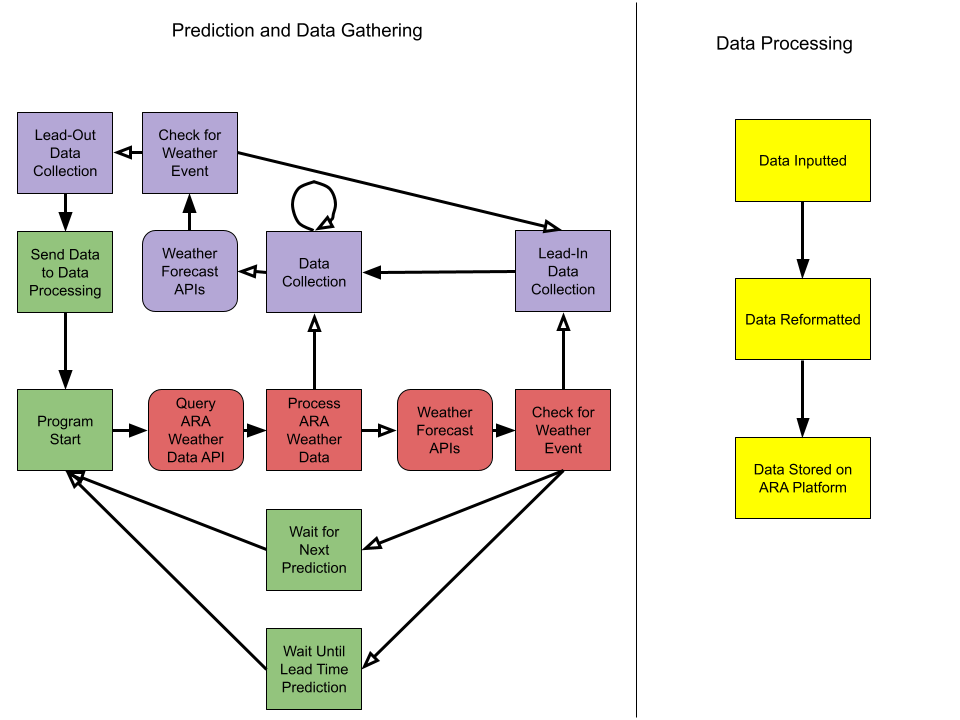 Prediction and Data Gathering
Data Processing
Lead-Out
Data
Collection
Check for
Weather
Event
Send Data
to Data
Processing
Weather
Forecast
APIs
Data
Collection
Lead-In
Data
Collection
Program
Start
Query
ARA
Weather
Data API
Process
ARA
Weather
Data
Weather
Forecast
APIs
Check for
Weather
Event
Wait for
Next
Prediction
Wait Until
Lead Time
Prediction
Data Inputted
Data Reformatted
Data Stored on
ARA Platform